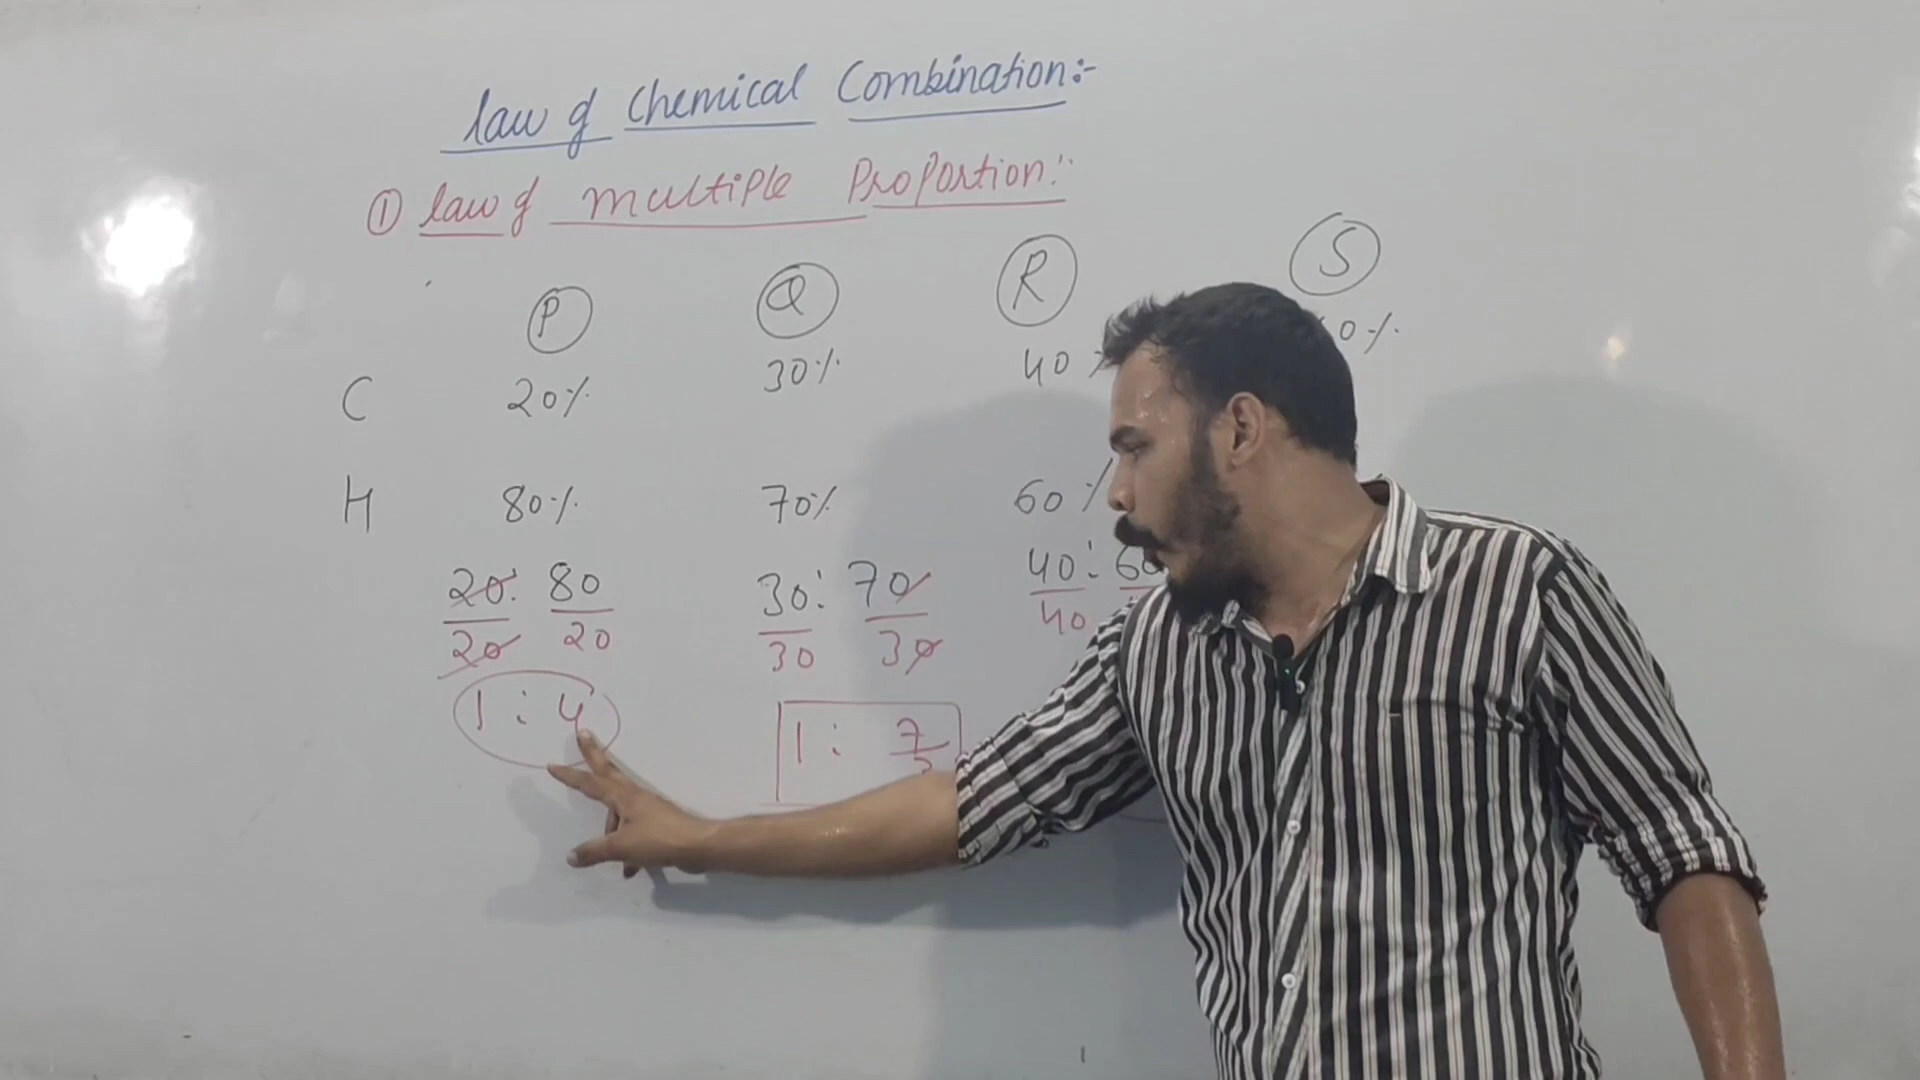 law of Chemical Combination:-
① law of multiple Proportion:-
P Q R S
C 20% 30% 40 0%
H 80% 70% 60%
20: 80 30: 70 40: 60
20 20 30 30 40
1 : 4 1 : 7